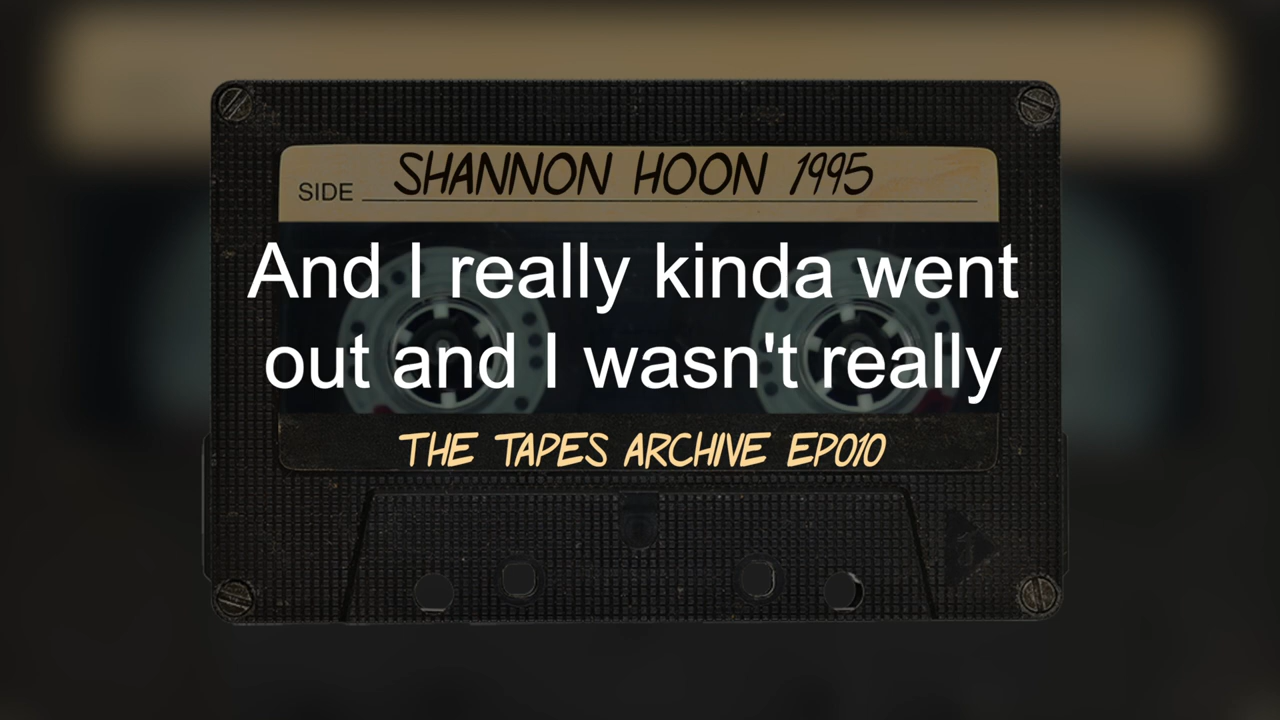 SHANNON HOON 1995
SIDE
And I really kinda went
out and I wasn't really
THE TAPES ARCHIVE EP010